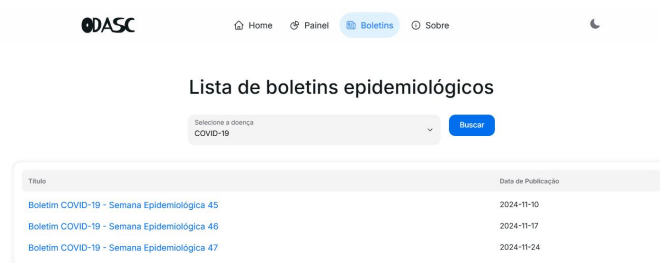 ODASC
Home Painel Boletins Sobre
Lista de boletins epidemiológicos
Selecione a doença
COVID-19
Buscar
Título Data de Publicação
Boletim COVID-19 - Semana Epidemiológica 45 2024-11-10
Boletim COVID-19 - Semana Epidemiológica 46 2024-11-17
Boletim COVID-19 - Semana Epidemiológica 47 2024-11-24